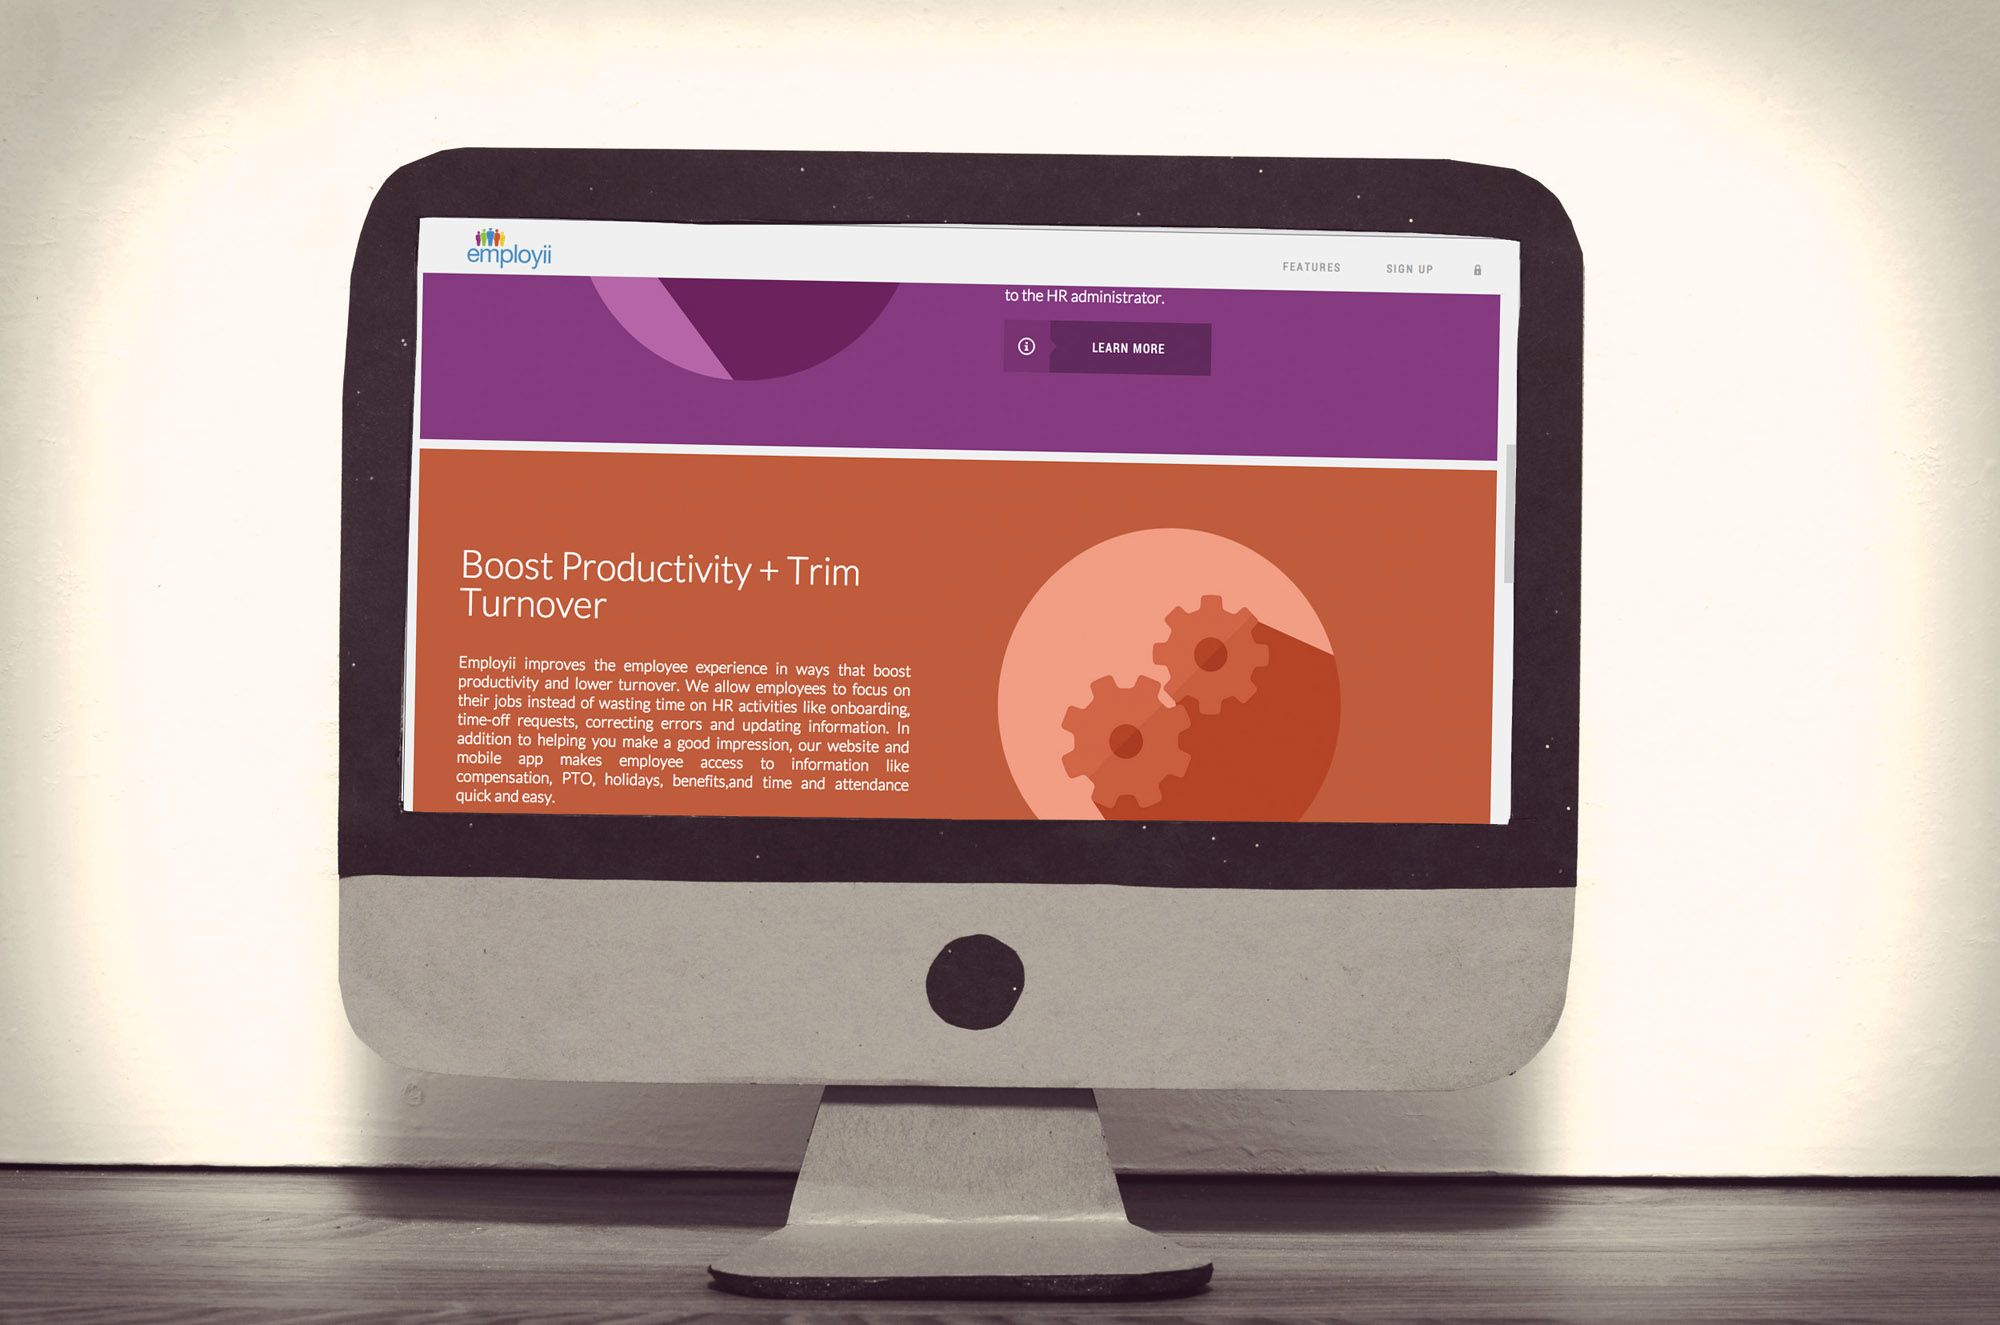 employii
FEATURES SIGN UP
to the HR administrator.
LEARN MORE
Boost Productivity + Trim
Turnover
Employii improves the employee experience in ways that boost
productivity and lower turnover. We allow employees to focus on
their jobs instead of wasting time on HR activities like onboarding,
time-off requests, correcting errors and updating information. In
addition to helping you make a good impression, our website and
mobile app makes employee access to information like
compensation, PTO, holidays, benefits,and time and attendance
quick and easy.